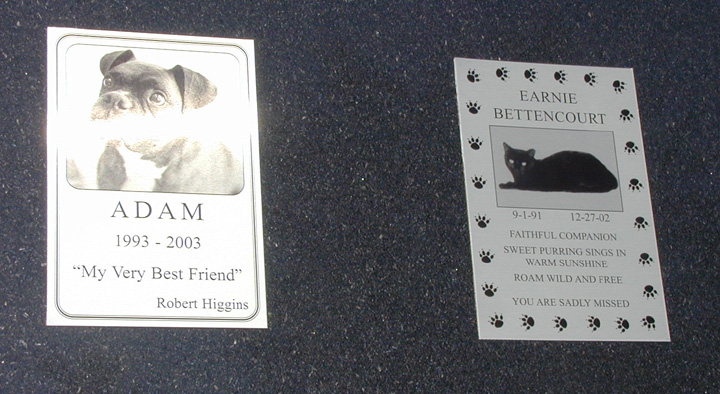 ADAM
1993 - 2003
"My Very Best Friend"
Robert Higgins
EARNIE
BETTENCOURT
9-1-91 12-27-02
FAITHFUL COMPANION
SWEET PURRING SINGS IN
WARM SUNSHINE
ROAM WILD AND FREE
YOU ARE SADLY MISSED